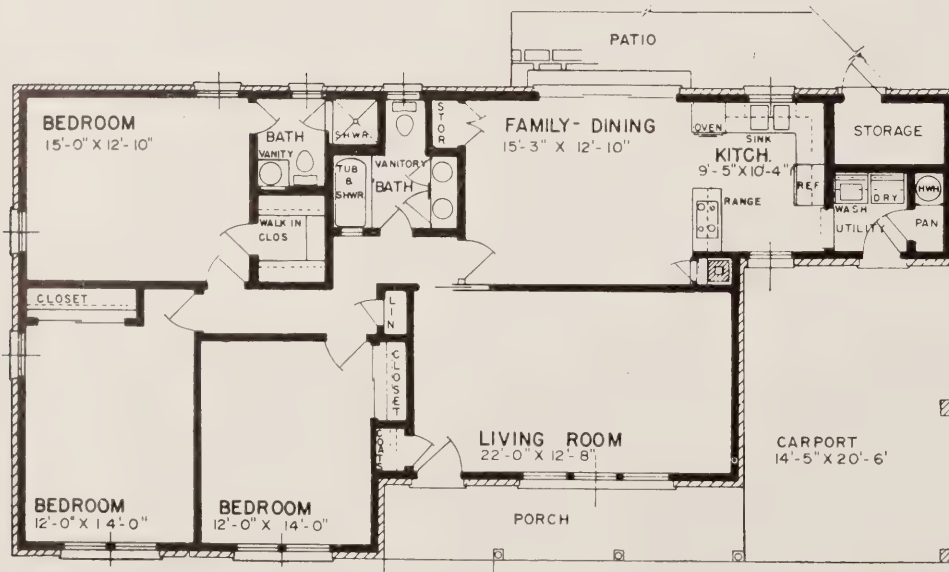 PATIO
BEDROOM
15'-0" X 12'-10"
BATH
VANITY
SHWR.
TUB
&
SHWR
VANITORY
BATH
STOR
FAMILY-DINING
15'-3" X 12'-10"
OVEN
SINK
KITCH.
9'-5"X10'-4"
REF
RANGE
STORAGE
WASH
DRY
UTILITY
HWH
PAN
WALK IN
CLOS
CLOSET
LIN
CLOSET
COATS
LIVING ROOM
22'-0" X 12'-8"
CARPORT
14'-5" X 20'-6'
BEDROOM
12'-0" X 14'-0"
BEDROOM
12'-0" X 14'-0"
PORCH